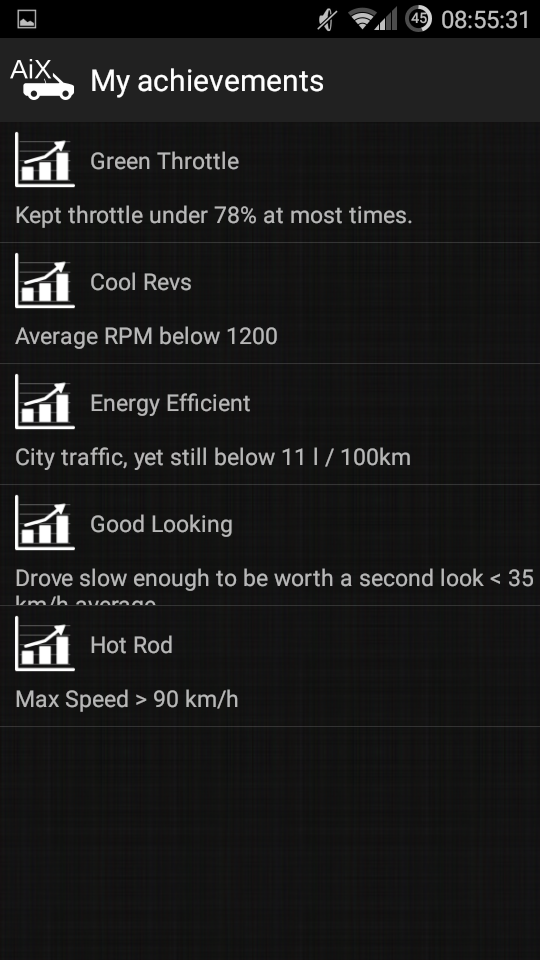 45 08:55:31
AiX My achievements
Green Throttle
Kept throttle under 78% at most times.
Cool Revs
Average RPM below 1200
Energy Efficient
City traffic, yet still below 11 l / 100km
Good Looking
Drove slow enough to be worth a second look < 35
km/h average
Hot Rod
Max Speed > 90 km/h